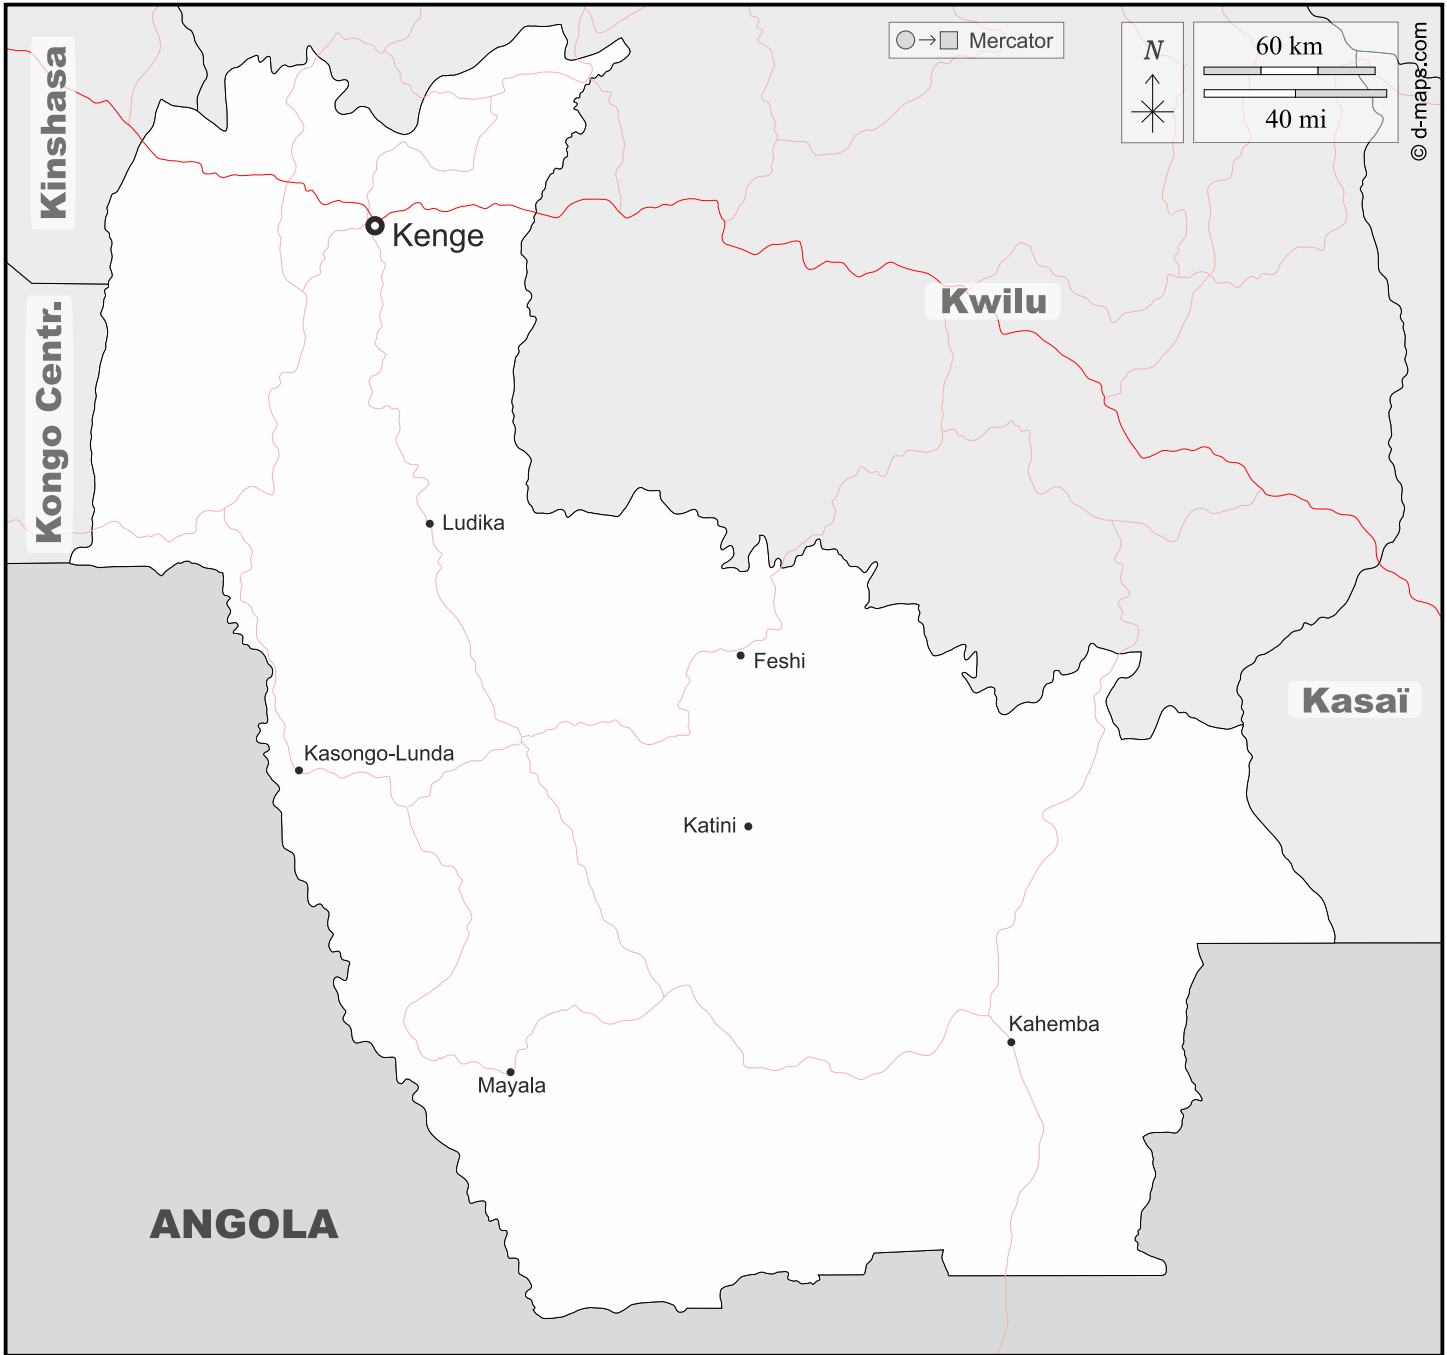 Mercator
N
60 km
40 mi
© d-maps.com
Kinshasa
Kenge
Kwilu
Kongo Centr.
Ludika
Feshi
Kasaï
Kasongo-Lunda
Katini
Kahemba
Mayala
ANGOLA